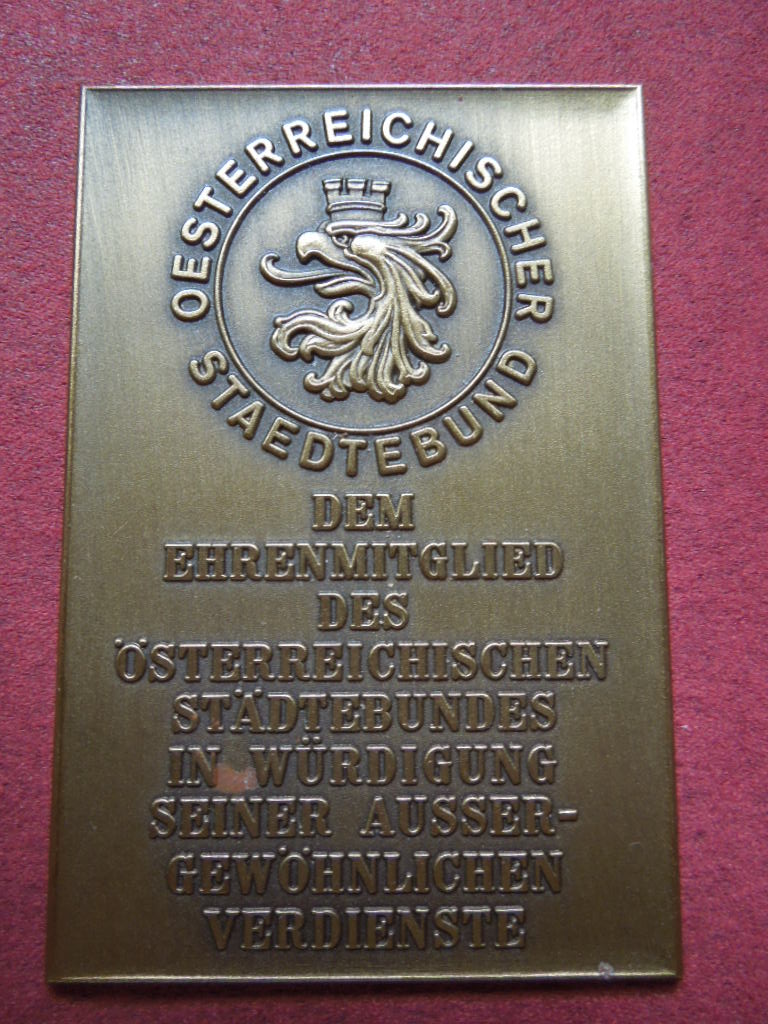 OESTERREICHISCHER
STAEDTEBUND
DEM
EHRENMITGLIED
DES
ÖSTERREICHISCHEN
STÄDTEBUNDES
IN WÜRDIGUNG
SEINER AUSSER-
GEWÖHNLICHEN
VERDIENSTE